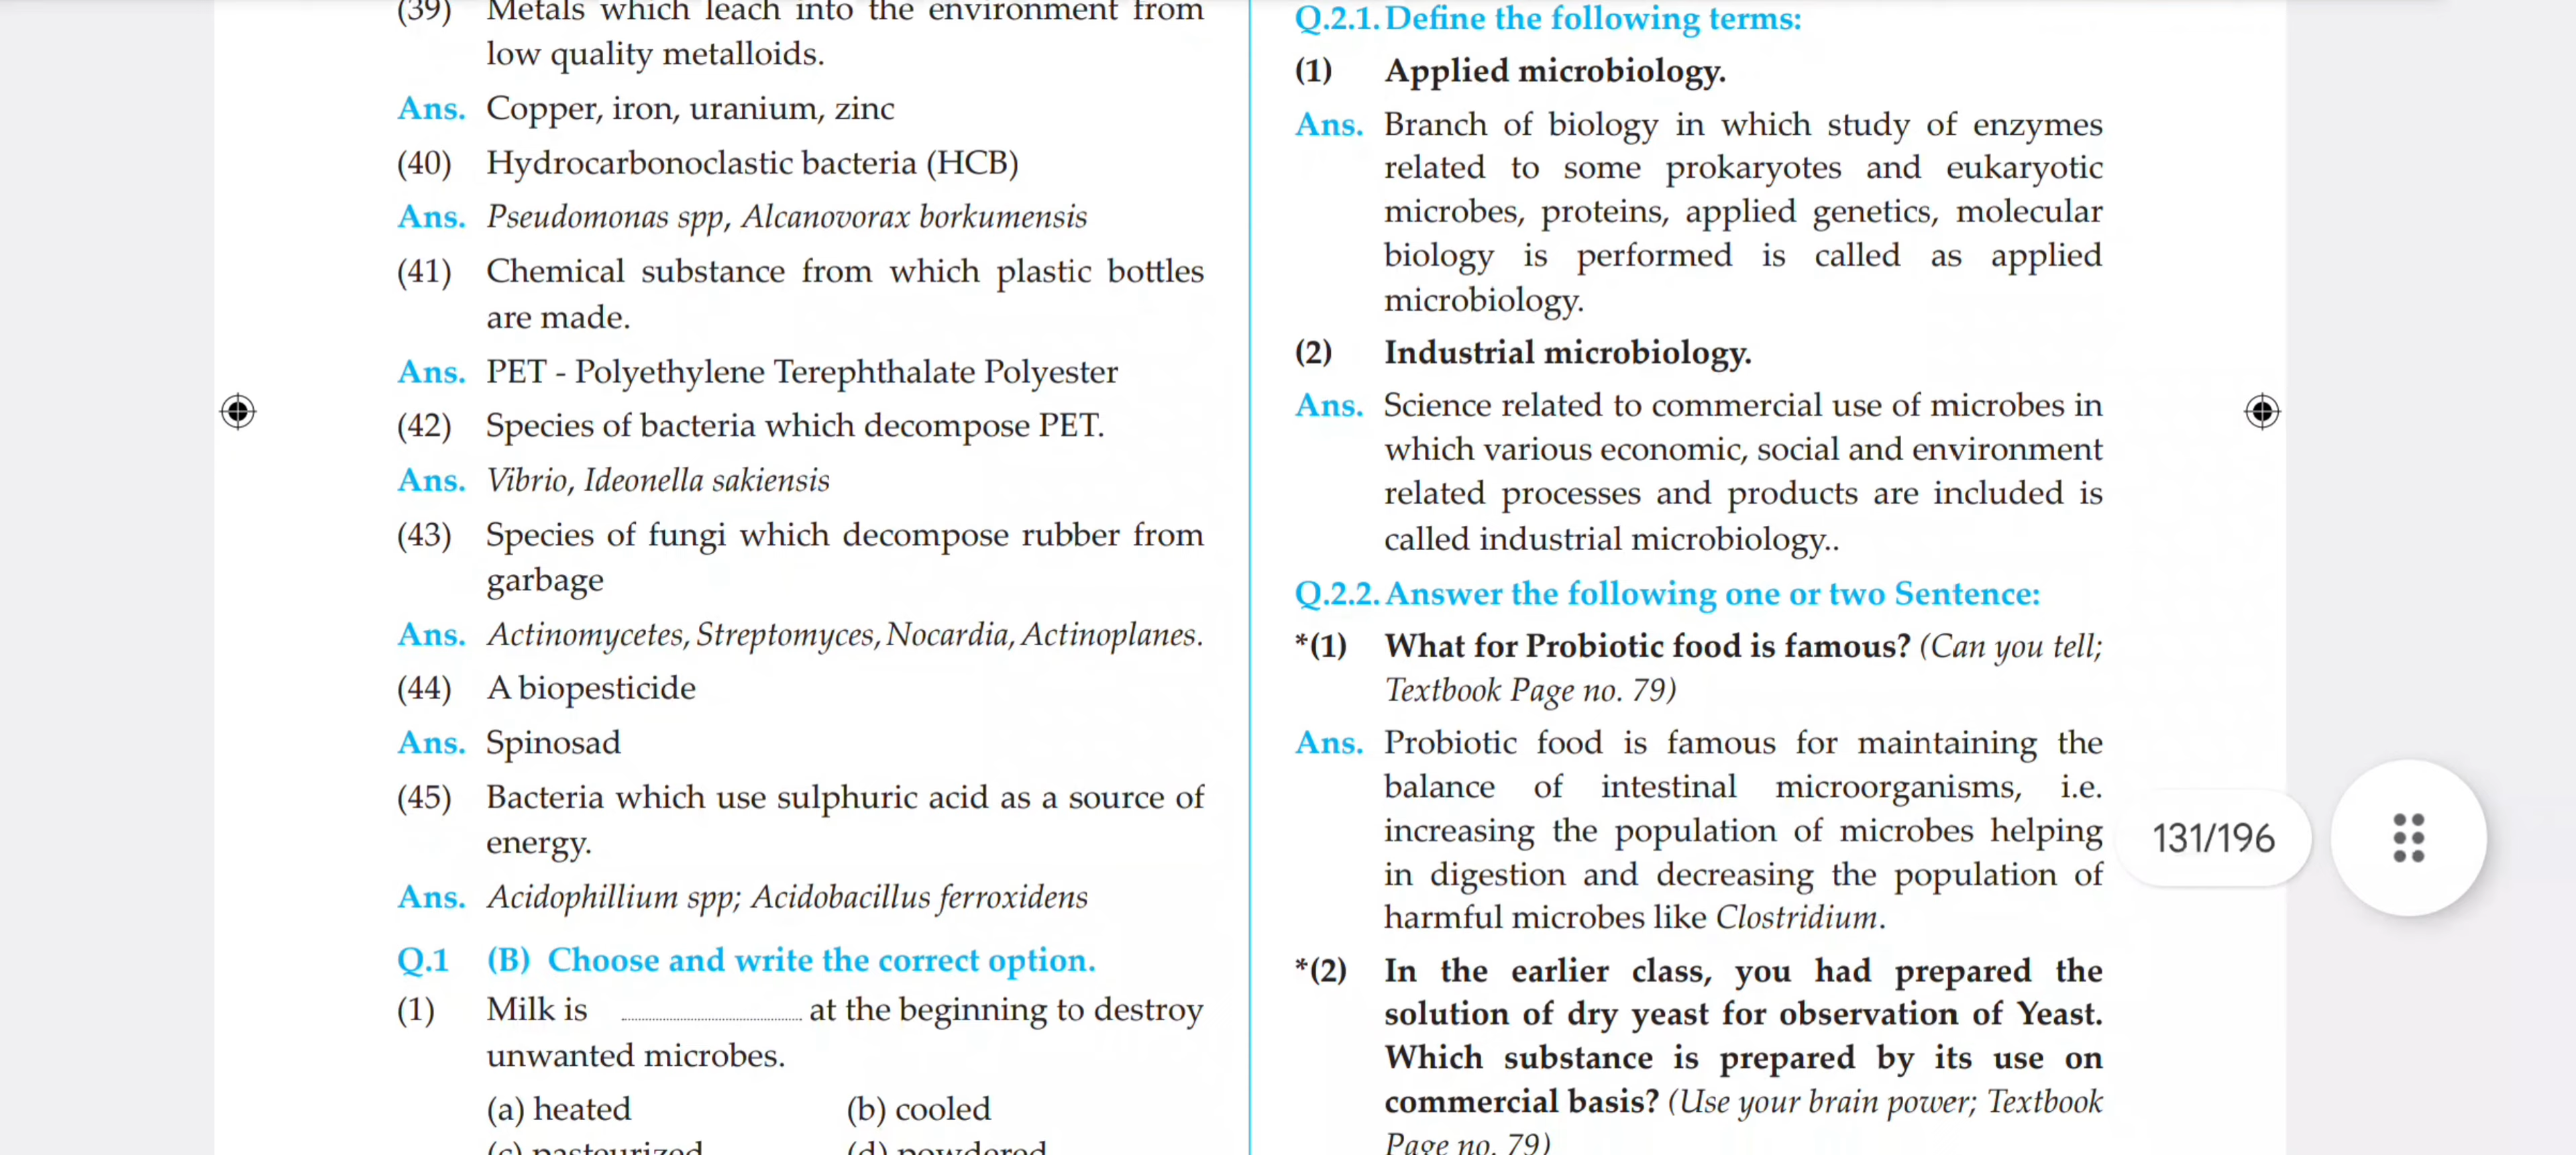 (39) Metals which leach into the environment from
low quality metalloids.
Ans. Copper, iron, uranium, zinc
(40) Hydrocarbonoclastic bacteria (HCB)
Ans. Pseudomonas spp, Alcanovorax borkumensis
(41) Chemical substance from which plastic bottles
are made.
Ans. PET - Polyethylene Terephthalate Polyester
(42) Species of bacteria which decompose PET.
Ans. Vibrio, Ideonella sakiensis
(43) Species of fungi which decompose rubber from
garbage
Ans. Actinomycetes, Streptomyces, Nocardia, Actinoplanes.
(44) A biopesticide
Ans. Spinosad
(45) Bacteria which use sulphuric acid as a source of
energy.
Ans. Acidophillium spp; Acidobacillus ferroxidens
Q.1 (B) Choose and write the correct option.
(1) Milk is .................... at the beginning to destroy
unwanted microbes.
(a) heated (b) cooled
(c) pasteurized (d) powdered
Q.2.1. Define the following terms:
(1) Applied microbiology.
Ans. Branch of biology in which study of enzymes
related to some prokaryotes and eukaryotic
microbes, proteins, applied genetics, molecular
biology is performed is called as applied
microbiology.
(2) Industrial microbiology.
Ans. Science related to commercial use of microbes in
which various economic, social and environment
related processes and products are included is
called industrial microbiology..
Q.2.2. Answer the following one or two Sentence:
*(1) What for Probiotic food is famous? (Can you tell;
Textbook Page no. 79)
Ans. Probiotic food is famous for maintaining the
balance of intestinal microorganisms, i.e.
increasing the population of microbes helping
in digestion and decreasing the population of
harmful microbes like Clostridium.
*(2) In the earlier class, you had prepared the
solution of dry yeast for observation of Yeast.
Which substance is prepared by its use on
commercial basis? (Use your brain power; Textbook
Page no. 79)
131/196